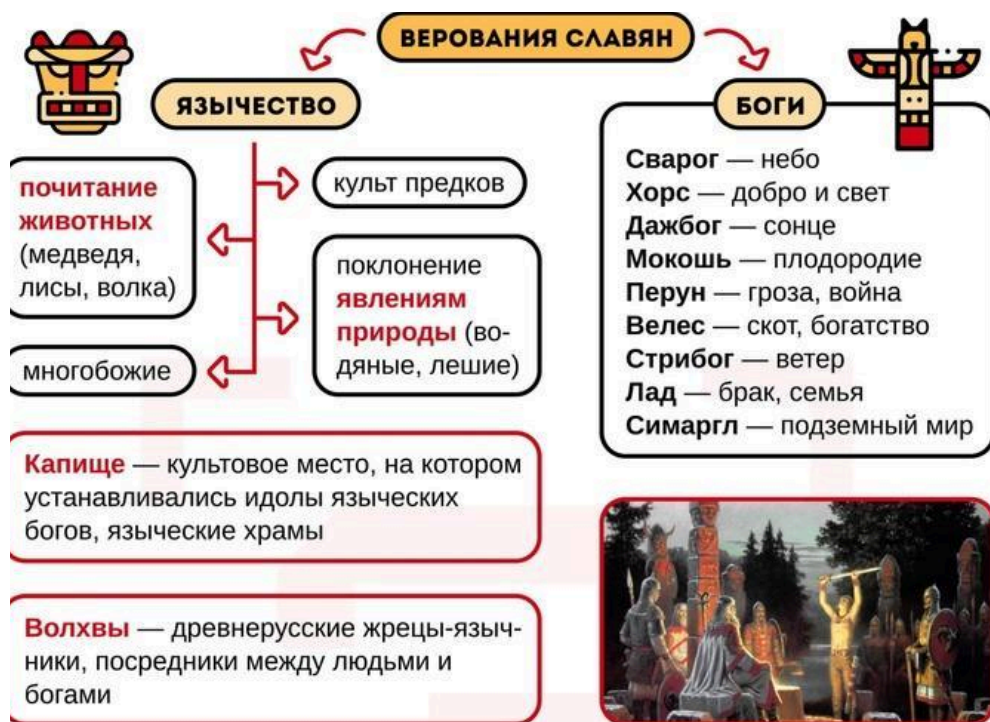 ВЕРОВАНИЯ СЛАВЯН
ЯЗЫЧЕСТВО
почитание
животных
(медведя,
лисы, волка)
культ предков
поклонение
явлениям
природы (во-
дяные, лешие)
многобожие
Капище — культовое место, на котором
устанавливались идолы языческих
богов, языческие храмы
Волхвы — древнерусские жрецы-языч-
ники, посредники между людьми и
богами
БОГИ
Сварог — небо
Хорс — добро и свет
Дажбог — сонце
Мокошь — плодородие
Перун — гроза, война
Велес — скот, богатство
Стрибог — ветер
Лад — брак, семья
Симаргл — подземный мир